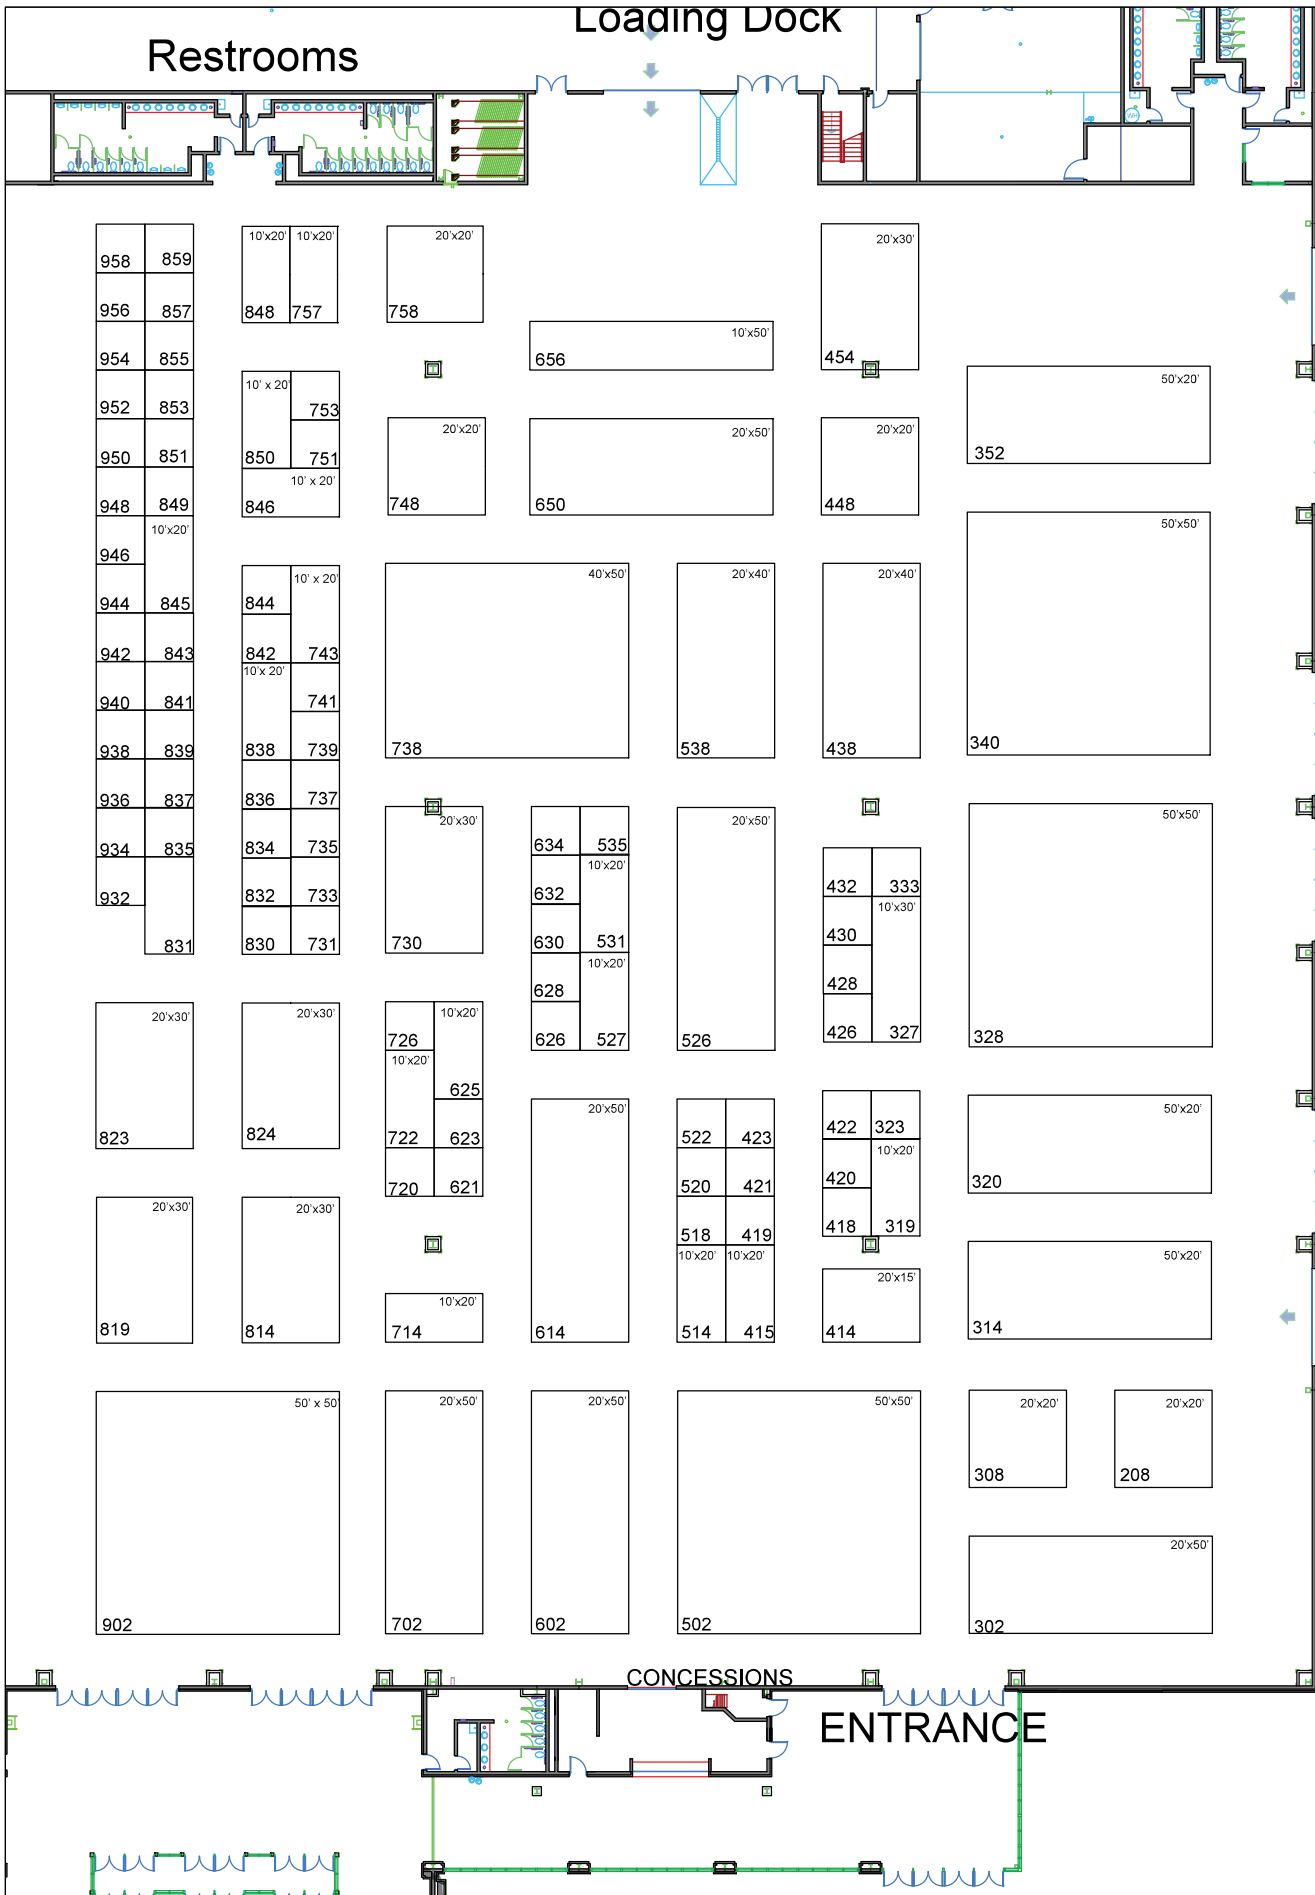 Loading Dock
Restrooms
WH
958 859
10'x20' 10'x20'
848 757
20'x20'
758
20'x30'
454
956 857
10'x50'
656
954 855
50'x20'
352
10' x 20'
850
753
751
952 853
20'x20'
748
20'x50'
650
20'x20'
448
950 851
10' x 20'
846
948 849
946
10'x20'
845
944
50'x50'
340
844
10' x 20'
743
842
40'x50'
738
20'x40'
538
20'x40'
438
942 843
940 841
10'x 20'
838
741
739
938 839
936 837
836 737
934 835
834 735
20'x30'
730
634 535
632
10'x20'
531
630
20'x50'
526
432 333
430
10'x30'
327
428
426
50'x50'
328
932
831
832 733
830 731
628
10'x20'
527
626
20'x30'
823
20'x30'
824
726
10'x20'
625
10'x20'
722
623
720 621
20'x50'
614
522 423
520 421
518 419
10'x20' 10'x20'
514 415
422 323
420
10'x20'
319
418
50'x20'
320
20'x30'
819
20'x30'
814
10'x20'
714
20'x15'
414
50'x20'
314
50' x 50'
902
20'x50'
702
20'x50'
602
50'x50'
502
20'x20'
308
20'x20'
208
20'x50'
302
CONCESSIONS
ENTRANCE